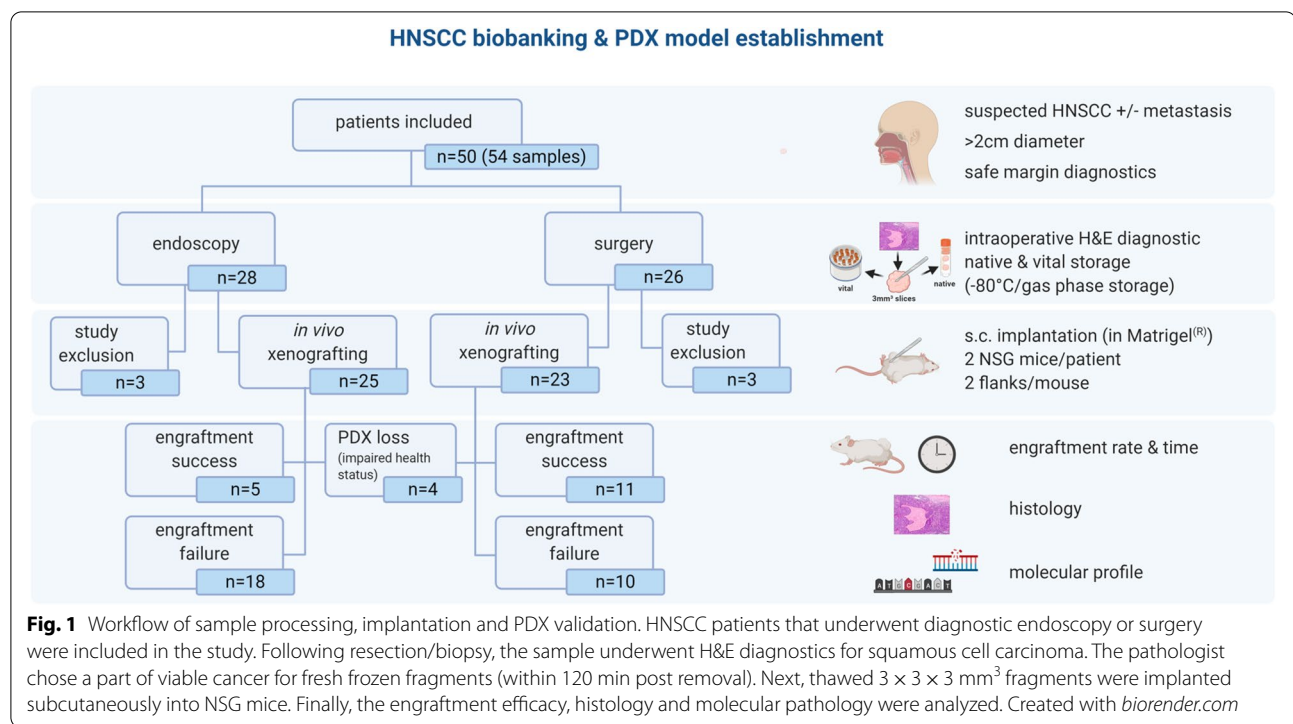 HNSCC biobanking & PDX model establishment
patients included
n=50 (54 samples)
suspected HNSCC +/- metastasis
>2cm diameter
safe margin diagnostics
endoscopy
n=28
surgery
n=26
vital
3mm³ slices
native
intraoperative H&E diagnostic
native & vital storage
(-80°C/gas phase storage)
study
exclusion
n=3
in vivo
xenografting
n=25
in vivo
xenografting
n=23
study
exclusion
n=3
s.c. implantation (in Matrigel(R))
2 NSG mice/patient
2 flanks/mouse
engraftment
success
n=5
PDX loss
(impaired health
status)
n=4
engraftment
success
n=11
engraftment
failure
n=18
engraftment
failure
n=10
engraftment rate & time
histology
molecular profile
Fig. 1 Workflow of sample processing, implantation and PDX validation. HNSCC patients that underwent diagnostic endoscopy or surgery
were included in the study. Following resection/biopsy, the sample underwent H&E diagnostics for squamous cell carcinoma. The pathologist
chose a part of viable cancer for fresh frozen fragments (within 120 min post removal). Next, thawed 3 × 3 × 3 mm³ fragments were implanted
subcutaneously into NSG mice. Finally, the engraftment efficacy, histology and molecular pathology were analyzed. Created with biorender.com